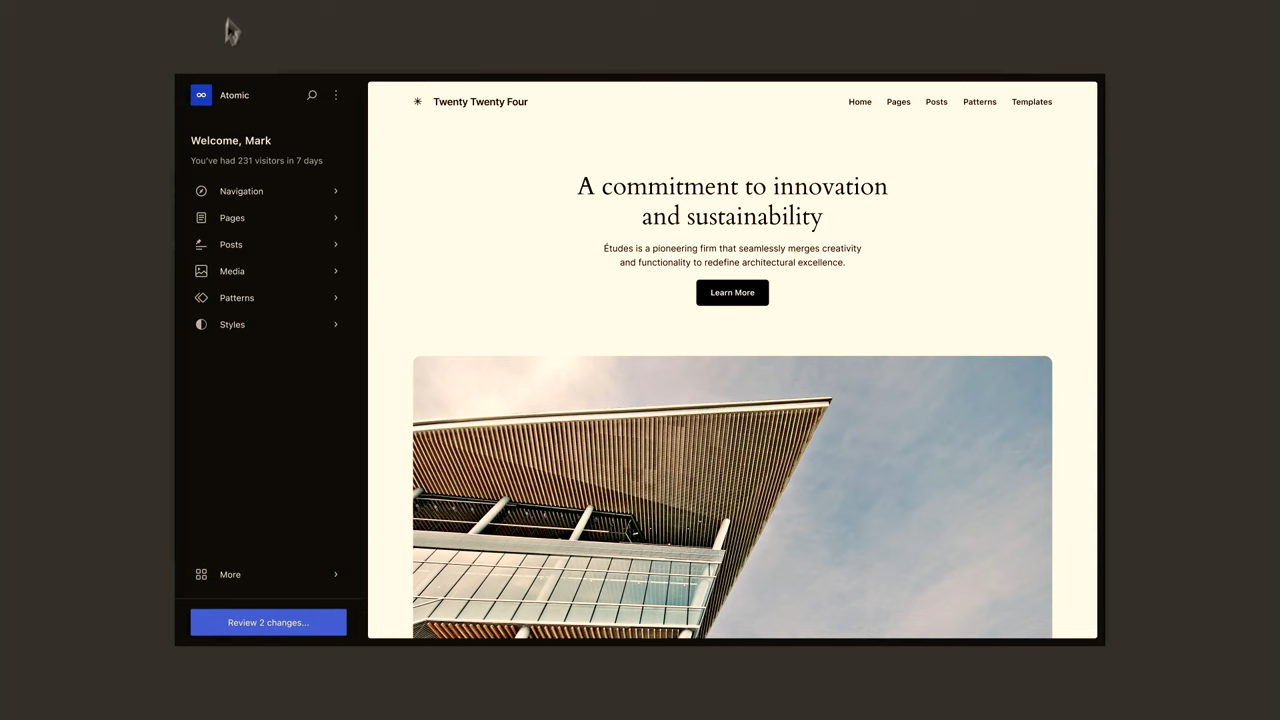 Atomic
Welcome, Mark
You've had 231 visitors in 7 days
Navigation
Pages
Posts
Media
Patterns
Styles
More
Review 2 changes...
Twenty Twenty Four
Home Pages Posts Patterns Templates
A commitment to innovation
and sustainability
Études is a pioneering firm that seamlessly merges creativity
and functionality to redefine architectural excellence.
Learn More